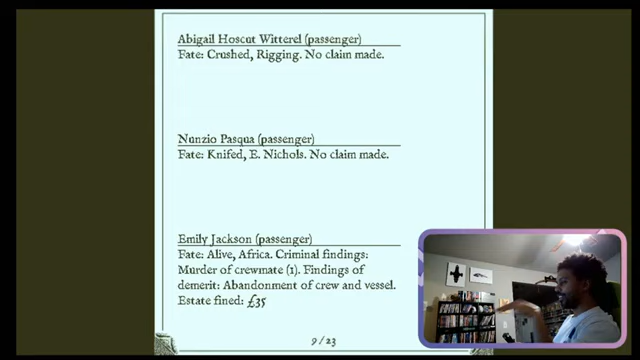 Abigail Hoscut Witterel (passenger)
Fate: Crushed, Rigging. No claim made.
Nunzio Pasqua (passenger)
Fate: Knifed, E. Nichols. No claim made.
Emily Jackson (passenger)
Fate: Alive, Africa. Criminal findings:
Murder of crewmate (1). Findings of
demerit: Abandonment of crew and vessel.
Estate fined: £35
9 / 23